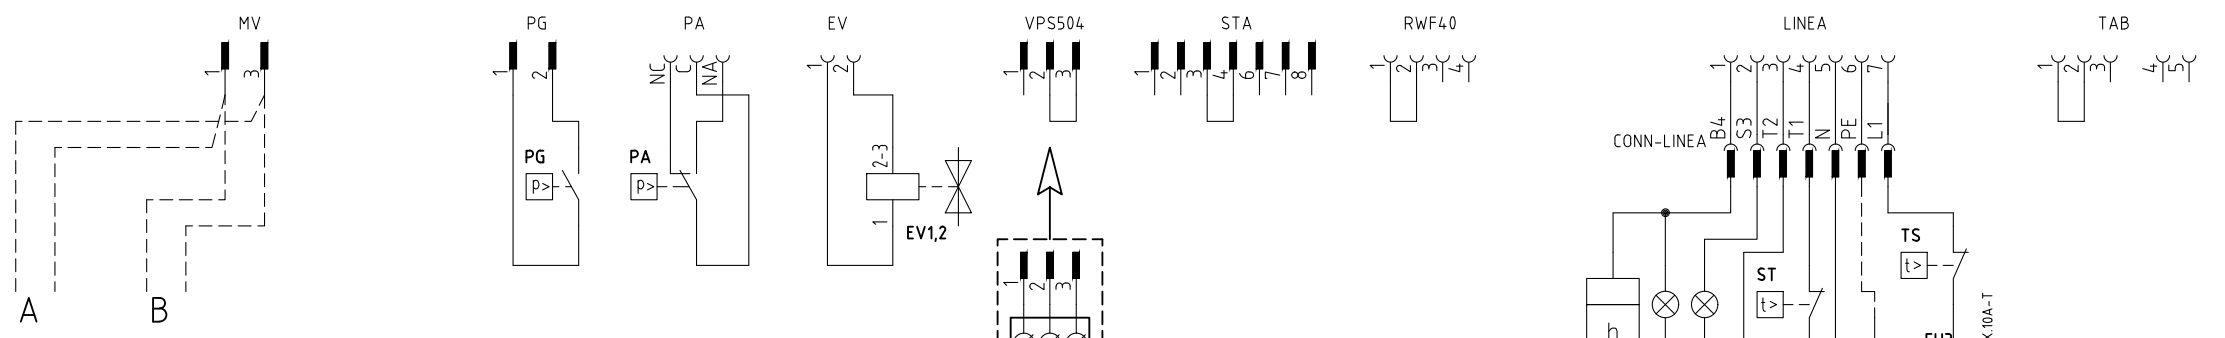 MV PG PA EV VPS504 STA RWF40 LINEA TAB
1 3 1 2 NC C NA 1 2 1 2 3 1 2 3 4 6 7 8 1 2 3 4 1 2 3 4 5 6 7 1 2 3 4 5
CONN-LINEA B4 S3 T2 T1 N PE L1
PG PA 2-3
p> p>
1
EV1,2
TS
t>
1 2 3
ST
t>
A B
h